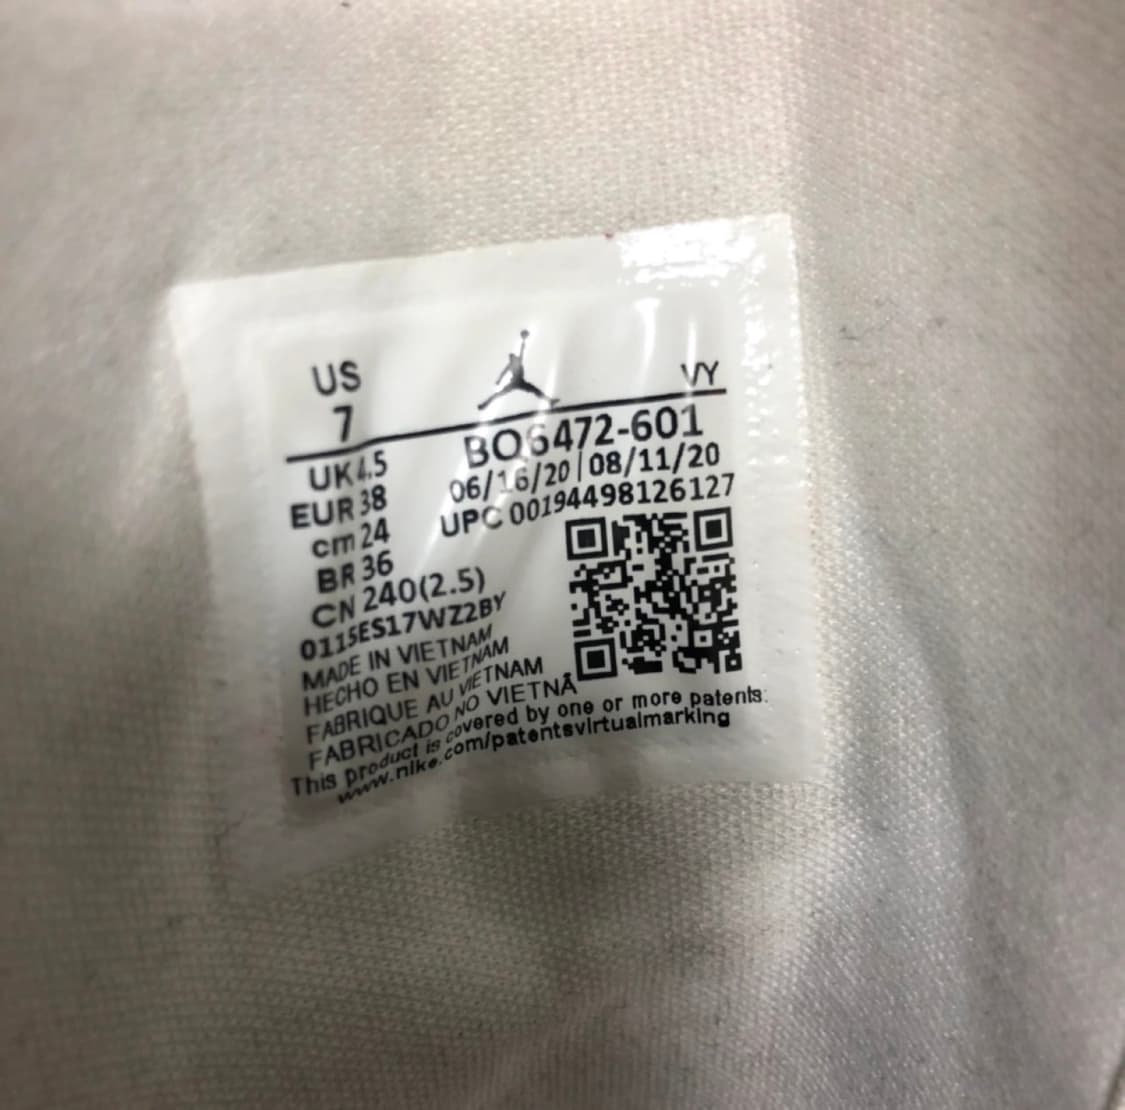 US
7
VY
BQ6472-601
06/16/20 | 08/11/20
UPC 00194498126127
UK 4.5
EUR 38
cm 24
BR 36
CN 240(2.5)
0115ES17WZ2BY
MADE IN VIETNAM
HECHO EN VIETNAM
FABRIQUE AU VIETNAM
FABRICADO NO VIETNÃ
This product is covered by one or more patents:
www.nike.com/patentsvirtualmarking